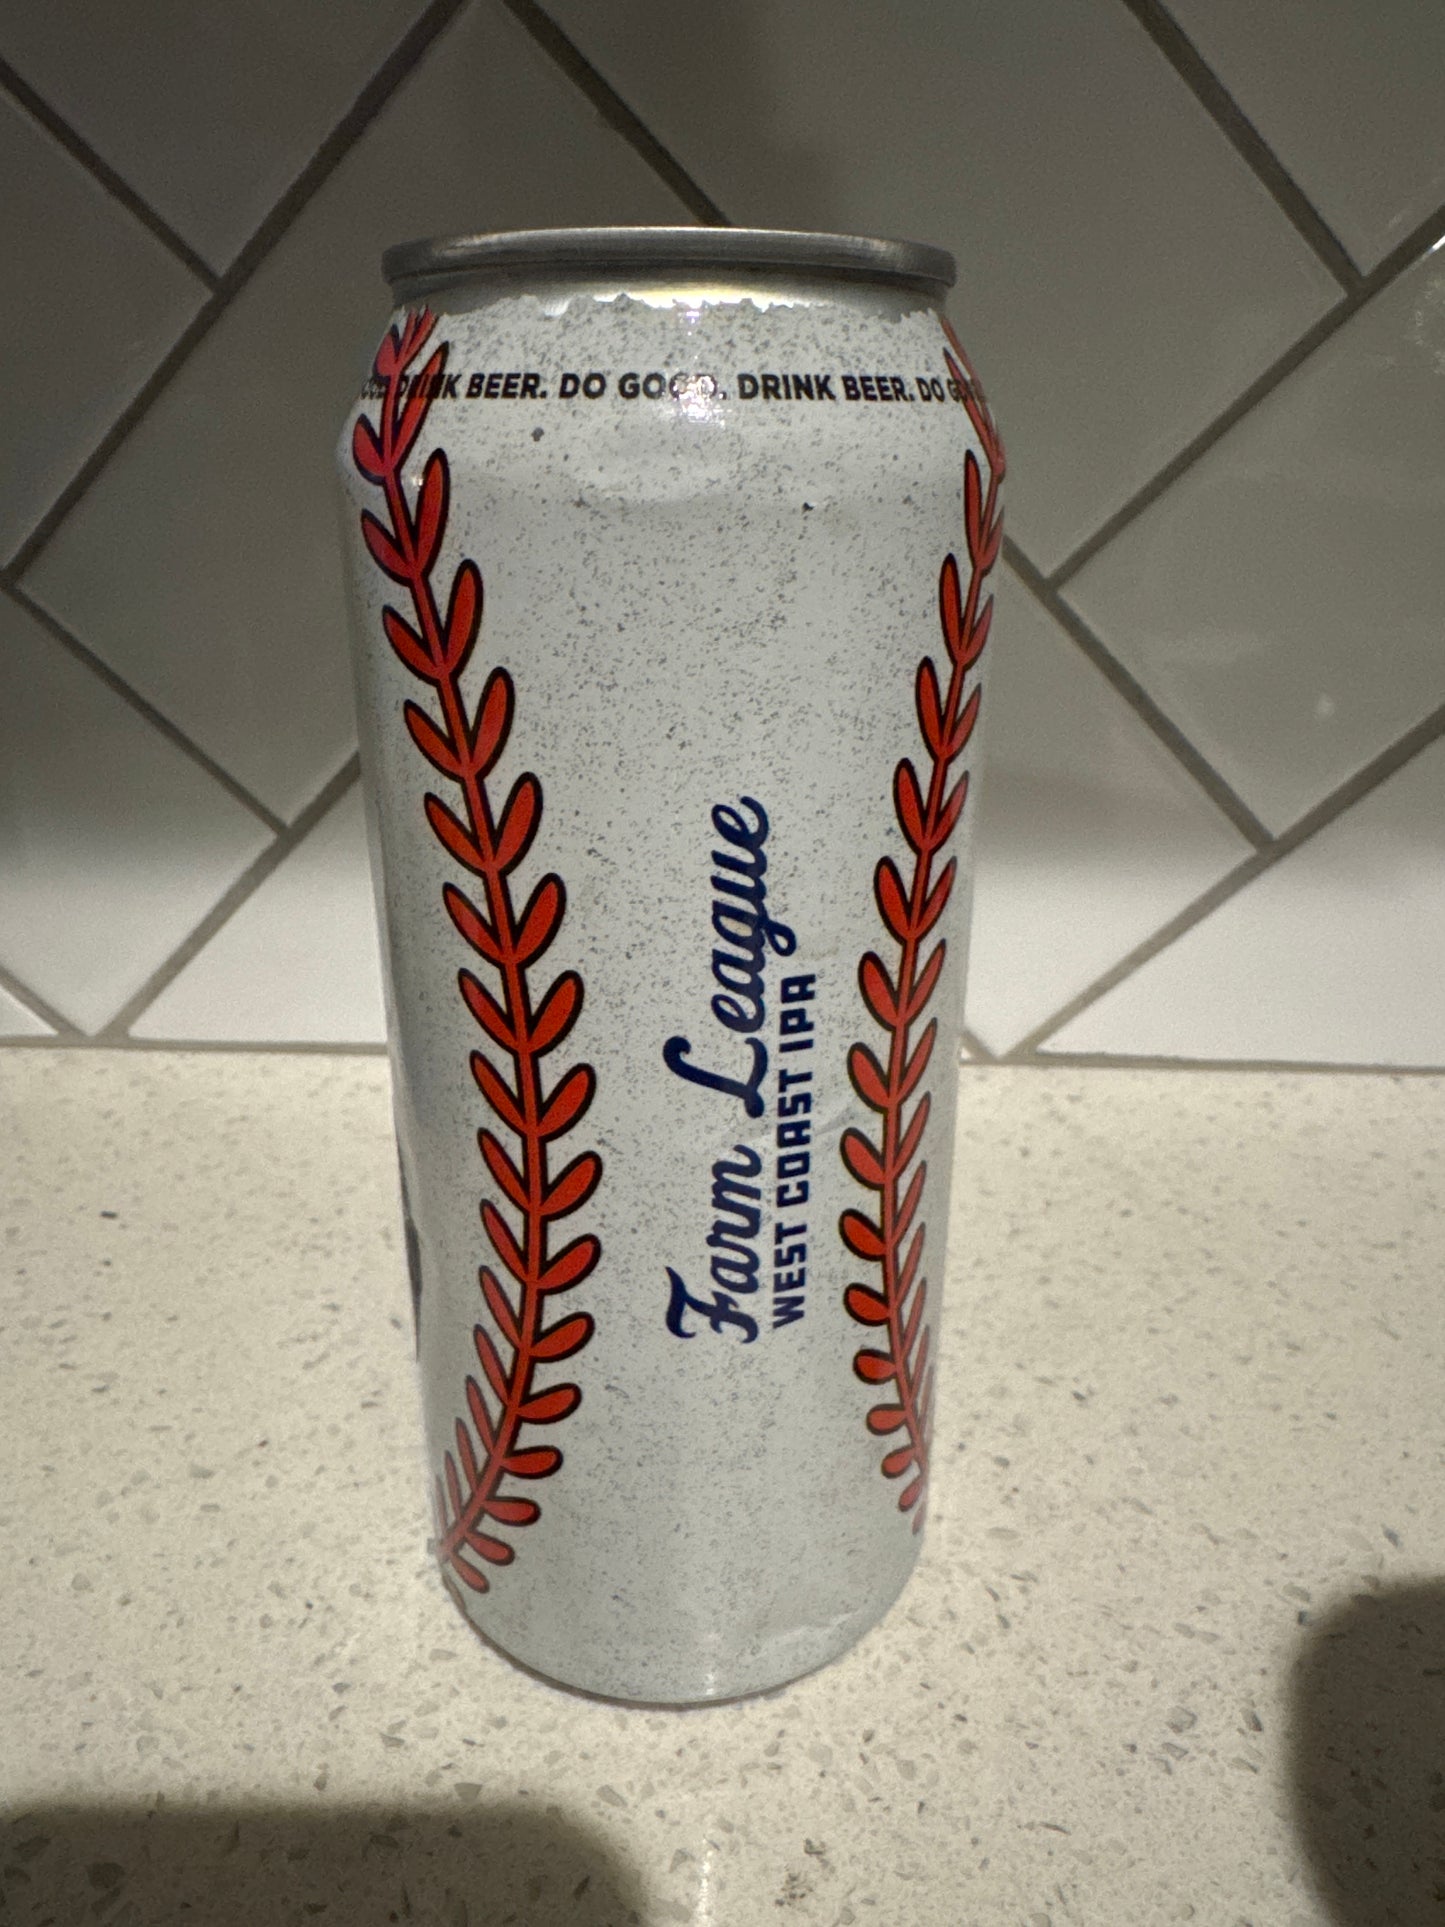 DRINK BEER. DO GOOD. DRINK BEER. DO
Farm League
WEST COAST IPA